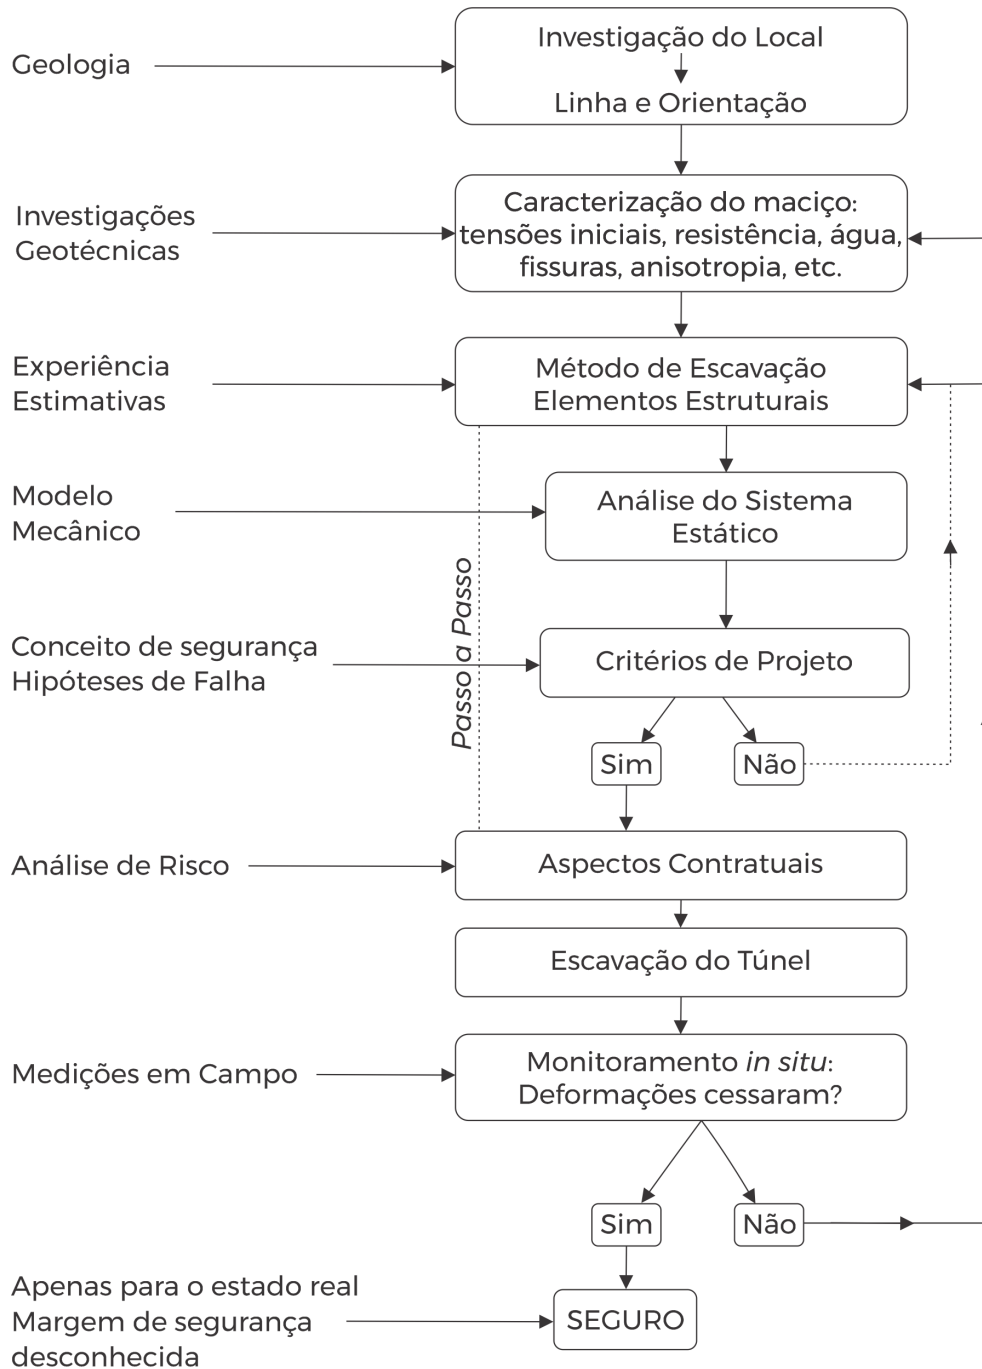 Investigação do Local
Geologia
Linha e Orientação
Investigações
Geotécnicas
Caracterização do maciço:
tensões iniciais, resistência, água,
fissuras, anisotropia, etc.
Experiência
Estimativas
Método de Escavação
Elementos Estruturais
Modelo
Mecânico
Análise do Sistema
Estático
Passo a Passo
Conceito de segurança
Hipóteses de Falha
Critérios de Projeto
Sim
Não
Análise de Risco
Aspectos Contratuais
Escavação do Túnel
Medições em Campo
Monitoramento in situ:
Deformações cessaram?
Sim
Não
Apenas para o estado real
Margem de segurança
desconhecida
SEGURO